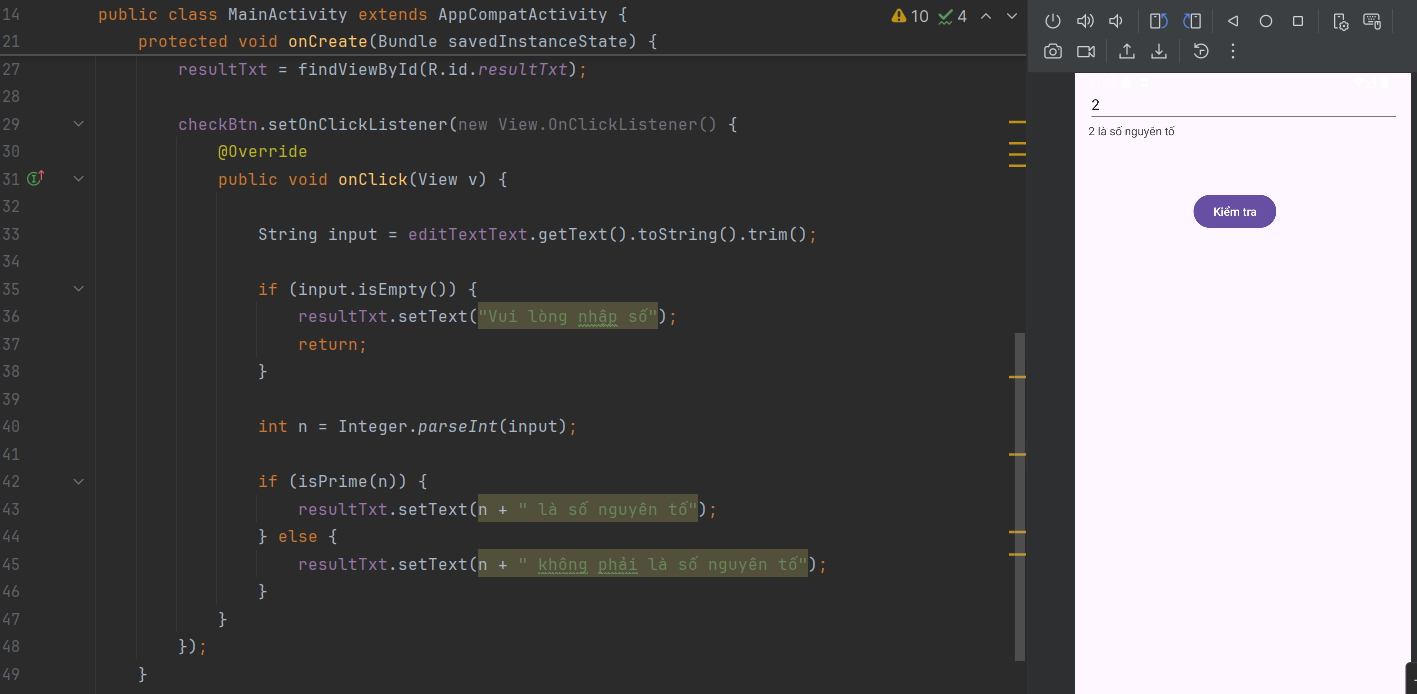 14 public class MainActivity extends AppCompatActivity { 10 4
21 protected void onCreate(Bundle savedInstanceState) {
27 resultTxt = findViewById(R.id.resultTxt);
28
29 checkBtn.setOnClickListener(new View.OnClickListener() {
30 @Override
31 public void onClick(View v) {
32
33 String input = editTextText.getText().toString().trim();
34
35 if (input.isEmpty()) {
36 resultTxt.setText("Vui lòng nhập số");
37 return;
38 }
39
40 int n = Integer.parseInt(input);
41
42 if (isPrime(n)) {
43 resultTxt.setText(n + " là số nguyên tố");
44 } else {
45 resultTxt.setText(n + " không phải là số nguyên tố");
46 }
47 }
48 });
49 }
2
2 là số nguyên tố
Kiểm tra